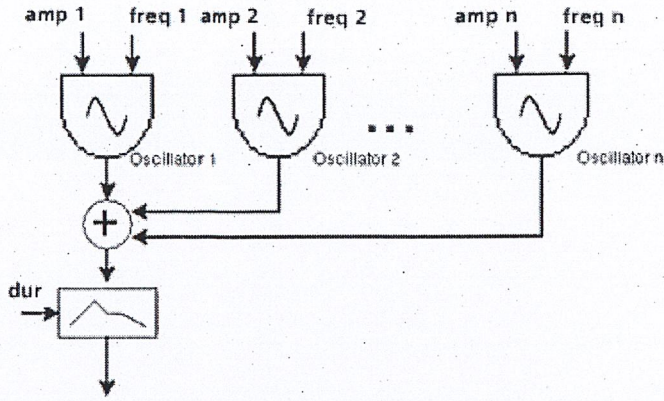 amp 1 freq 1 amp 2 freq 2 amp n freq n
Oscillator 1 Oscillator 2 Oscillator n
+
dur